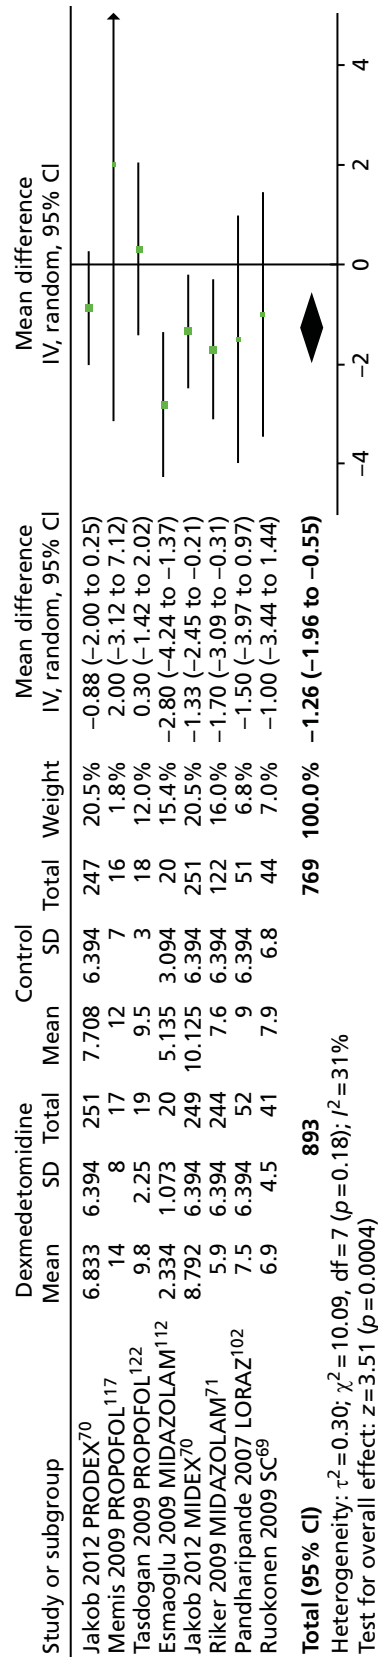 Dexmedetomidine Control Mean difference Mean difference
Study or subgroup Mean SD Total Mean SD Total Weight IV, random, 95% CI IV, random, 95% CI
Jakob 2012 PRODEX70 6.833 6.394 251 7.708 6.394 247 20.5% −0.88 (−2.00 to 0.25)
Memis 2009 PROPOFOL117 14 8 17 12 7 16 1.8% 2.00 (−3.12 to 7.12)
Tasdogan 2009 PROPOFOL122 9.8 2.25 19 9.5 3 18 12.0% 0.30 (−1.42 to 2.02)
Esmaoglu 2009 MIDAZOLAM112 2.334 1.073 20 5.135 3.094 20 15.4% −2.80 (−4.24 to −1.37)
Jakob 2012 MIDEX70 8.792 6.394 249 10.125 6.394 251 20.5% −1.33 (−2.45 to −0.21)
Riker 2009 MIDAZOLAM71 5.9 6.394 244 7.6 6.394 122 16.0% −1.70 (−3.09 to −0.31)
Pandharipande 2007 LORAZ102 7.5 6.394 52 9 6.394 51 6.8% −1.50 (−3.97 to 0.97)
Ruokonen 2009 SC69 6.9 4.5 41 7.9 6.8 44 7.0% −1.00 (−3.44 to 1.44)
Total (95% CI) 893 769 100.0% −1.26 (−1.96 to −0.55)
Heterogeneity: τ2=0.30; χ2=10.09, df=7 (p=0.18); I2=31%
Test for overall effect: z=3.51 (p=0.0004)
−4 −2 0 2 4